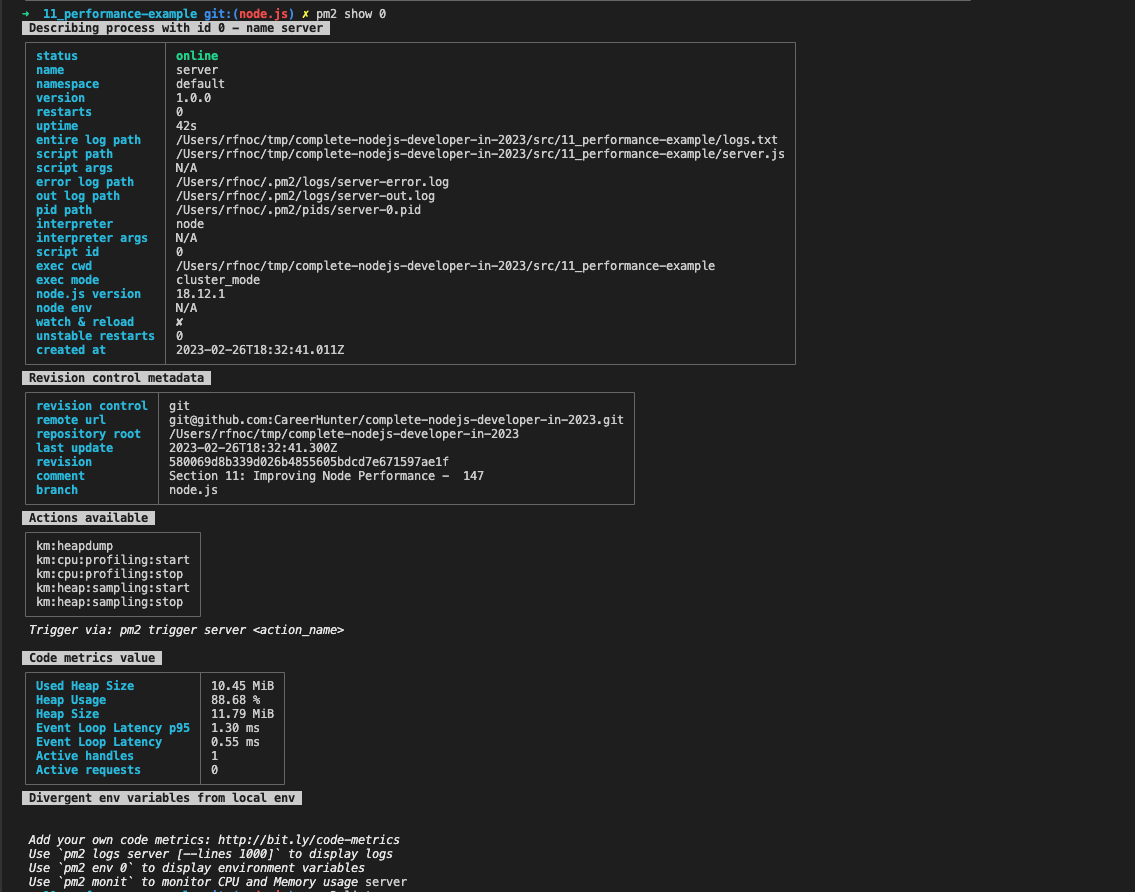 → 11_performance-example git:(node.js) ✗ pm2 show 0
Describing process with id 0 - name server
status online
name server
namespace default
version 1.0.0
restarts 0
uptime 42s
entire log path /Users/rfnoc/tmp/complete-nodejs-developer-in-2023/src/11_performance-example/logs.txt
script path /Users/rfnoc/tmp/complete-nodejs-developer-in-2023/src/11_performance-example/server.js
script args N/A
error log path /Users/rfnoc/.pm2/logs/server-error.log
out log path /Users/rfnoc/.pm2/logs/server-out.log
pid path /Users/rfnoc/.pm2/pids/server-0.pid
interpreter node
interpreter args N/A
script id 0
exec cwd /Users/rfnoc/tmp/complete-nodejs-developer-in-2023/src/11_performance-example
exec mode cluster_mode
node.js version 18.12.1
node env N/A
watch & reload ✘
unstable restarts 0
created at 2023-02-26T18:32:41.011Z
Revision control metadata
revision control git
remote url git@github.com:CareerHunter/complete-nodejs-developer-in-2023.git
repository root /Users/rfnoc/tmp/complete-nodejs-developer-in-2023
last update 2023-02-26T18:32:41.300Z
revision 580069d8b339d026b4855605bdcd7e671597ae1f
comment Section 11: Improving Node Performance -  147
branch node.js
Actions available
km:heapdump
km:cpu:profiling:start
km:cpu:profiling:stop
km:heap:sampling:start
km:heap:sampling:stop
Trigger via: pm2 trigger server <action_name>
Code metrics value
Used Heap Size 10.45 MiB
Heap Usage 88.68 %
Heap Size 11.79 MiB
Event Loop Latency p95 1.30 ms
Event Loop Latency 0.55 ms
Active handles 1
Active requests 0
Divergent env variables from local env
Add your own code metrics: http://bit.ly/code-metrics
Use `pm2 logs server [--lines 1000]` to display logs
Use `pm2 env 0` to display environment variables
Use `pm2 monit` to monitor CPU and Memory usage server